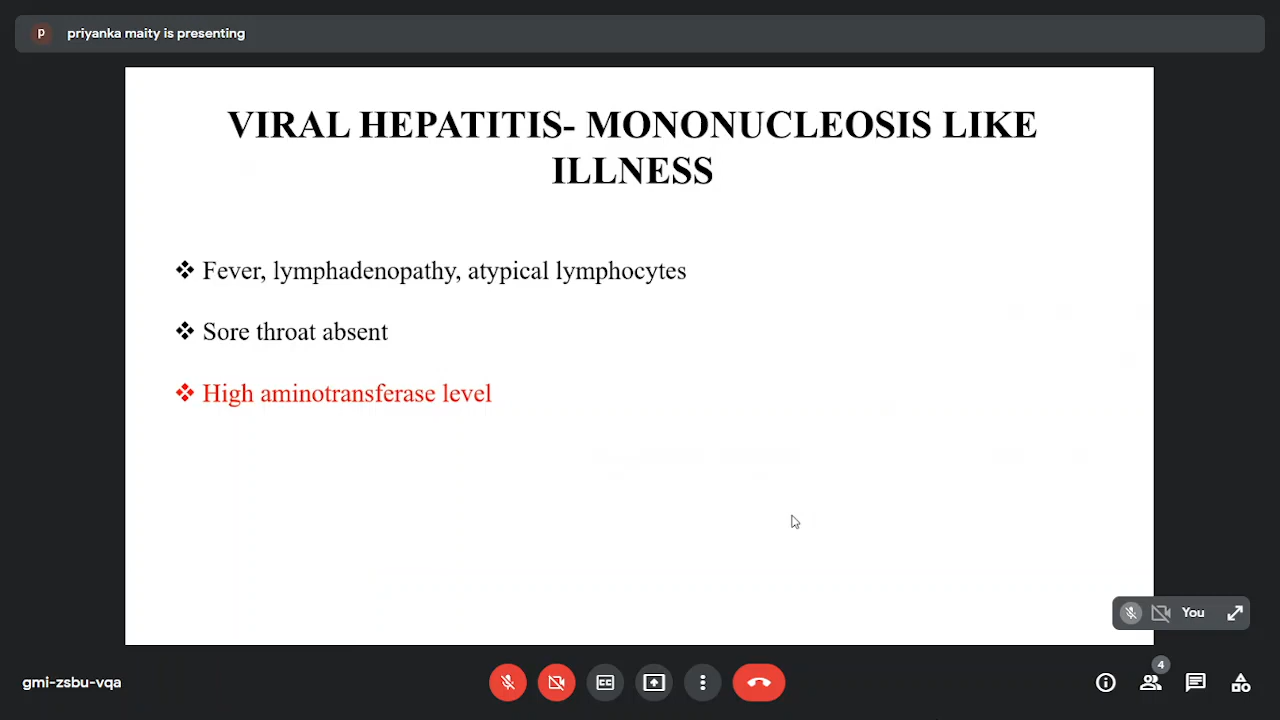 P
priyanka maity is presenting
VIRAL HEPATITIS- MONONUCLEOSIS LIKE
ILLNESS
❖ Fever, lymphadenopathy, atypical lymphocytes
❖ Sore throat absent
❖ High aminotransferase level
You
gmi-zsbu-vqa
CC
4